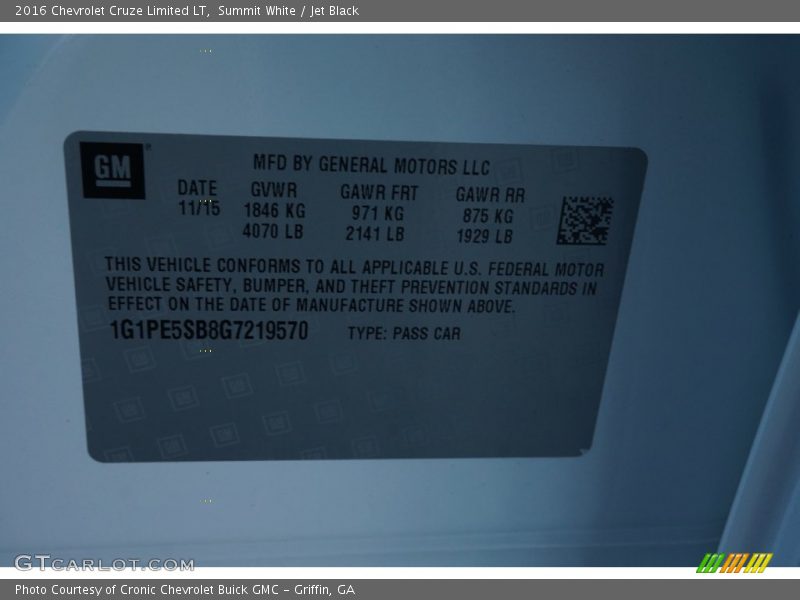 2016 Chevrolet Cruze Limited LT, Summit White / Jet Black
GM
MFD BY GENERAL MOTORS LLC
DATE GVWR GAWR FRT GAWR RR
11/15 1846 KG 971 KG 875 KG
4070 LB 2141 LB 1929 LB
THIS VEHICLE CONFORMS TO ALL APPLICABLE U.S. FEDERAL MOTOR
VEHICLE SAFETY, BUMPER, AND THEFT PREVENTION STANDARDS IN
EFFECT ON THE DATE OF MANUFACTURE SHOWN ABOVE.
1G1PE5SB8G7219570 TYPE: PASS CAR
GTCARLOT.COM
Photo Courtesy of Cronic Chevrolet Buick GMC – Griffin, GA